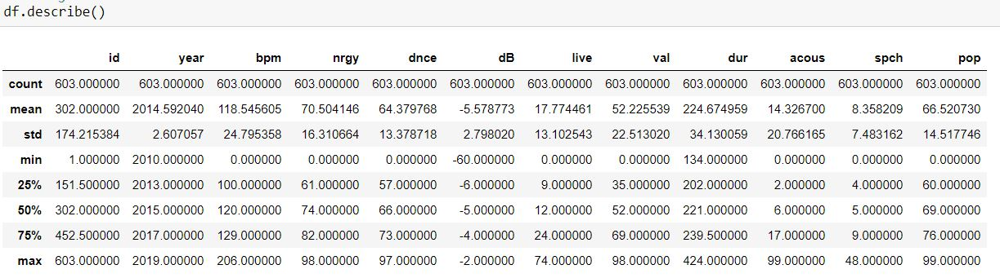 df.describe()
id year bpm nrgy dnce dB live val dur acous spch pop
count 603.000000 603.000000 603.000000 603.000000 603.000000 603.000000 603.000000 603.000000 603.000000 603.000000 603.000000 603.000000
mean 302.000000 2014.592040 118.545605 70.504146 64.379768 -5.578773 17.774461 52.225539 224.674959 14.326700 8.358209 66.520730
std 174.215384 2.607057 24.795358 16.310664 13.378718 2.798020 13.102543 22.513020 34.130059 20.766165 7.483162 14.517746
min 1.000000 2010.000000 0.000000 0.000000 0.000000 -60.000000 0.000000 0.000000 134.000000 0.000000 0.000000 0.000000
25% 151.500000 2013.000000 100.000000 61.000000 57.000000 -6.000000 9.000000 35.000000 202.000000 2.000000 4.000000 60.000000
50% 302.000000 2015.000000 120.000000 74.000000 66.000000 -5.000000 12.000000 52.000000 221.000000 6.000000 5.000000 69.000000
75% 452.500000 2017.000000 129.000000 82.000000 73.000000 -4.000000 24.000000 69.000000 239.500000 17.000000 9.000000 76.000000
max 603.000000 2019.000000 206.000000 98.000000 97.000000 -2.000000 74.000000 98.000000 424.000000 99.000000 48.000000 99.000000